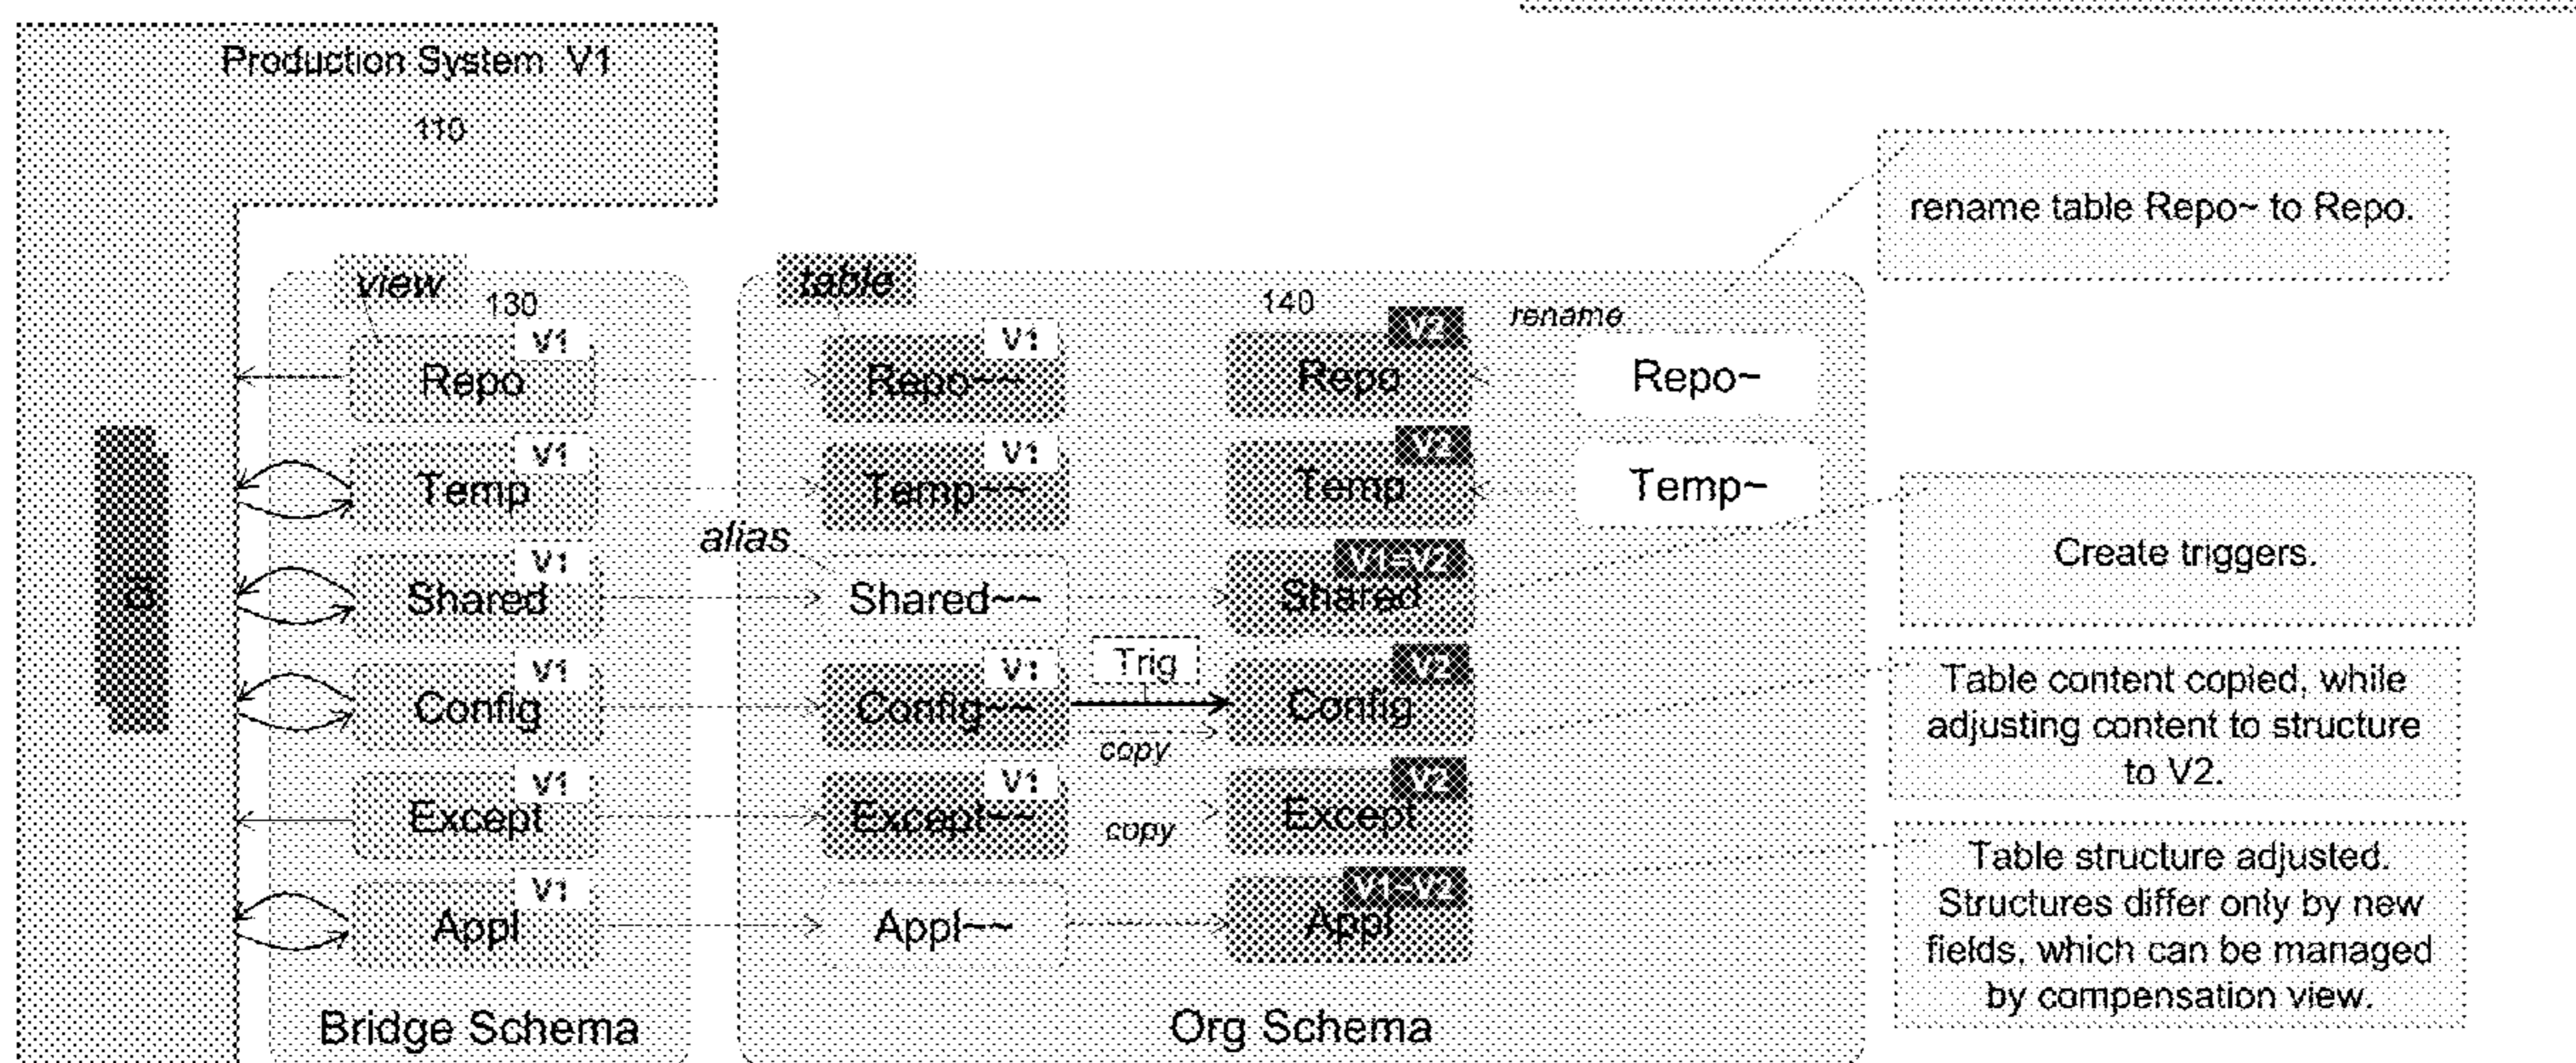 Production System V1
110
view
130
table
140
rename
rename table Repo~ to Repo.
V1
Repo
V1
Repo~~
V2
Repo
Repo~
V1
Temp
V1
Temp~~
V2
Temp
Temp~
alias
V1
Shared
Shared~~
V1=V2
Shared
Create triggers.
V1
Config
V1
Config~~
Trig
copy
V2
Config
Table content copied, while
adjusting content to structure
to V2.
V1
Except
V1
Except~~
copy
V2
Except
V1
Appl
Appl~~
V1~V2
Appl
Table structure adjusted.
Structures differ only by new
fields, which can be managed
by compensation view.
Bridge Schema
Org Schema